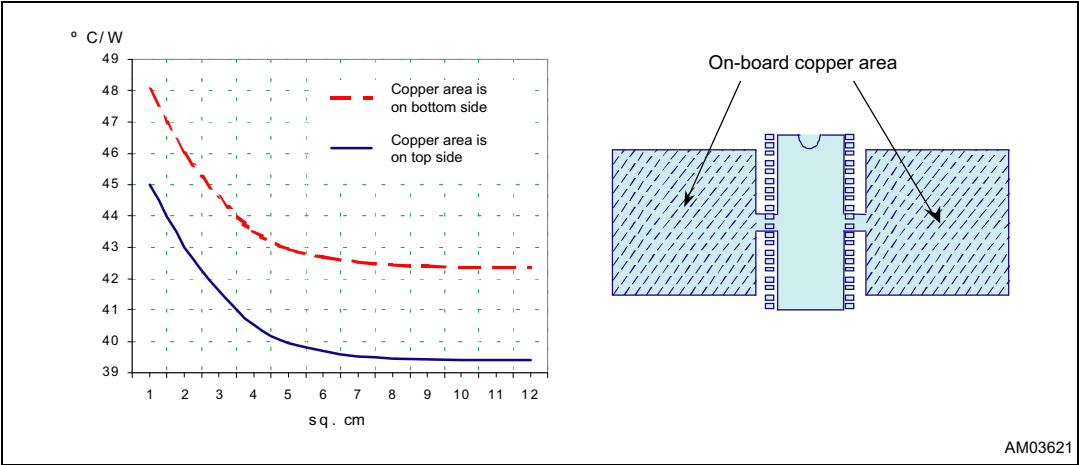 º C/W
49
48
47
46
45
44
43
42
41
40
39
1 2 3 4 5 6 7 8 9 10 11 12
sq. cm
Copper area is
on bottom side
Copper area is
on top side
On-board copper area
AM03621